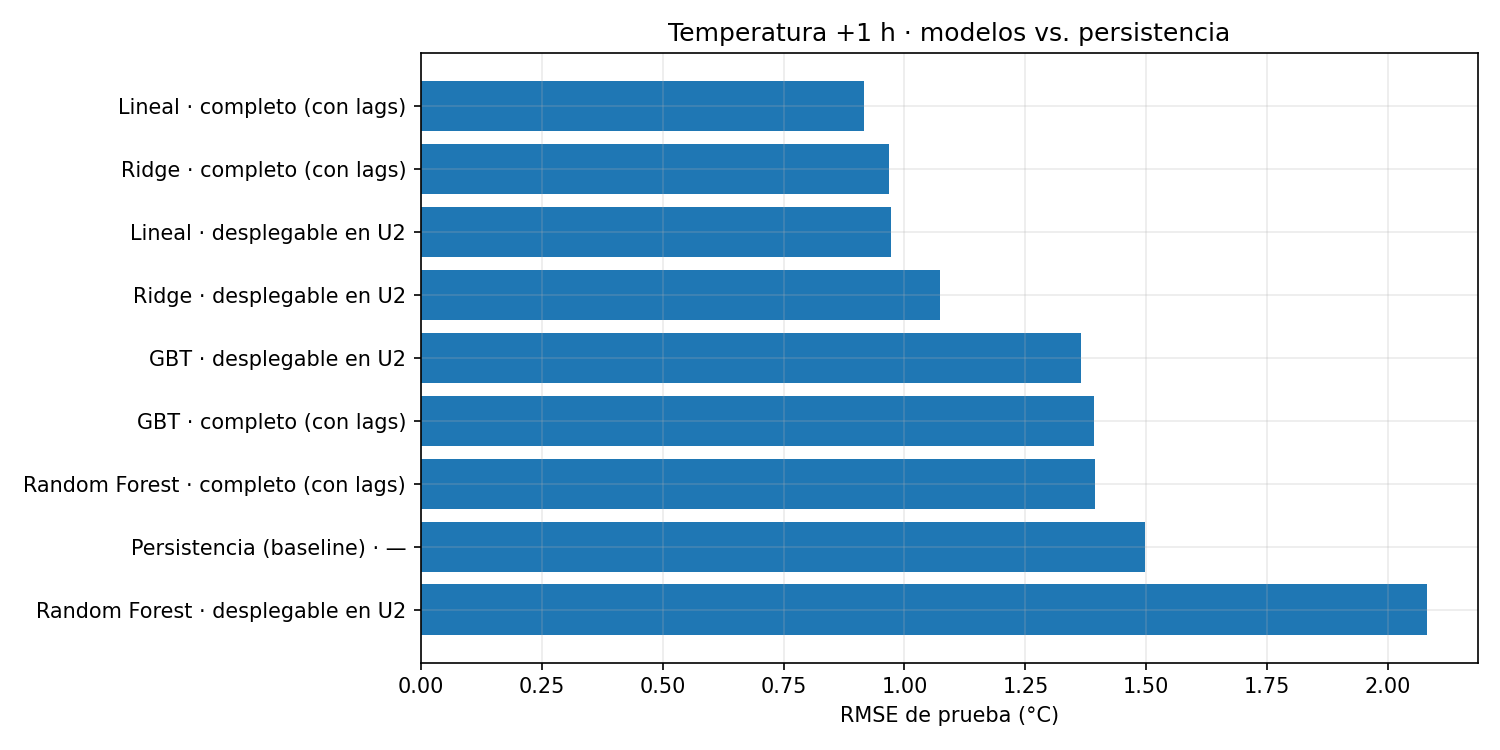 Temperatura +1 h · modelos vs. persistencia
Lineal · completo (con lags)
Ridge · completo (con lags)
Lineal · desplegable en U2
Ridge · desplegable en U2
GBT · desplegable en U2
GBT · completo (con lags)
Random Forest · completo (con lags)
Persistencia (baseline) · —
Random Forest · desplegable en U2
0.00 0.25 0.50 0.75 1.00 1.25 1.50 1.75 2.00
RMSE de prueba (°C)